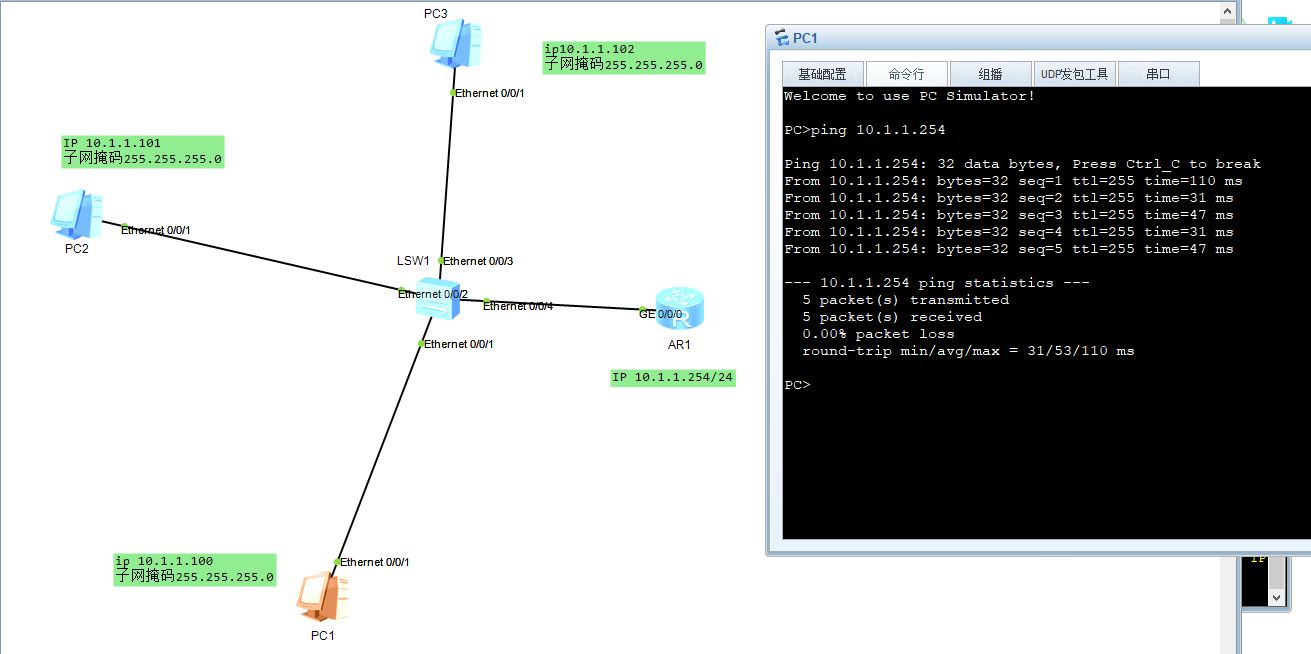 PC3
ip10.1.1.102
子网掩码255.255.255.0
Ethernet 0/0/1
IP 10.1.1.101
子网掩码255.255.255.0
Ethernet 0/0/1
PC2
LSW1
Ethernet 0/0/3
Ethernet 0/0/2
Ethernet 0/0/4
GE 0/0/0
R
AR1
Ethernet 0/0/1
IP 10.1.1.254/24
ip 10.1.1.100
子网掩码255.255.255.0
Ethernet 0/0/1
PC1
PC1
基础配置
命令行
组播
UDP发包工具
串口
Welcome to use PC Simulator!
PC>ping 10.1.1.254
Ping 10.1.1.254: 32 data bytes, Press Ctrl_C to break
From 10.1.1.254: bytes=32 seq=1 ttl=255 time=110 ms
From 10.1.1.254: bytes=32 seq=2 ttl=255 time=31 ms
From 10.1.1.254: bytes=32 seq=3 ttl=255 time=47 ms
From 10.1.1.254: bytes=32 seq=4 ttl=255 time=31 ms
From 10.1.1.254: bytes=32 seq=5 ttl=255 time=47 ms
--- 10.1.1.254 ping statistics ---
5 packet(s) transmitted
5 packet(s) received
0.00% packet loss
round-trip min/avg/max = 31/53/110 ms
PC>